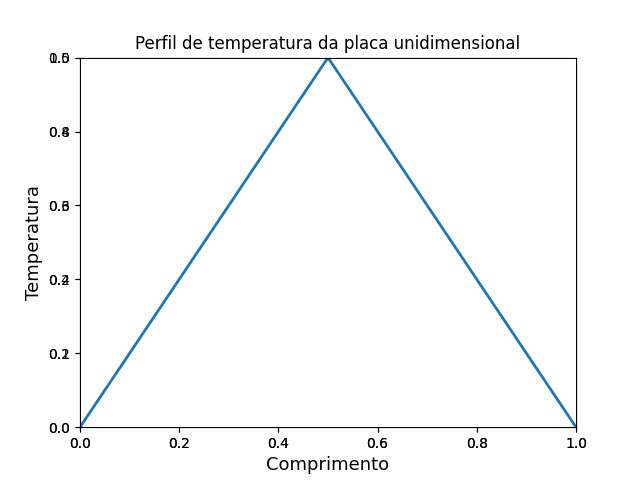 Perfil de temperatura da placa unidimensional
Temperatura
0.0
0.0 0.2 0.4 0.6 0.8 1.0
Comprimento